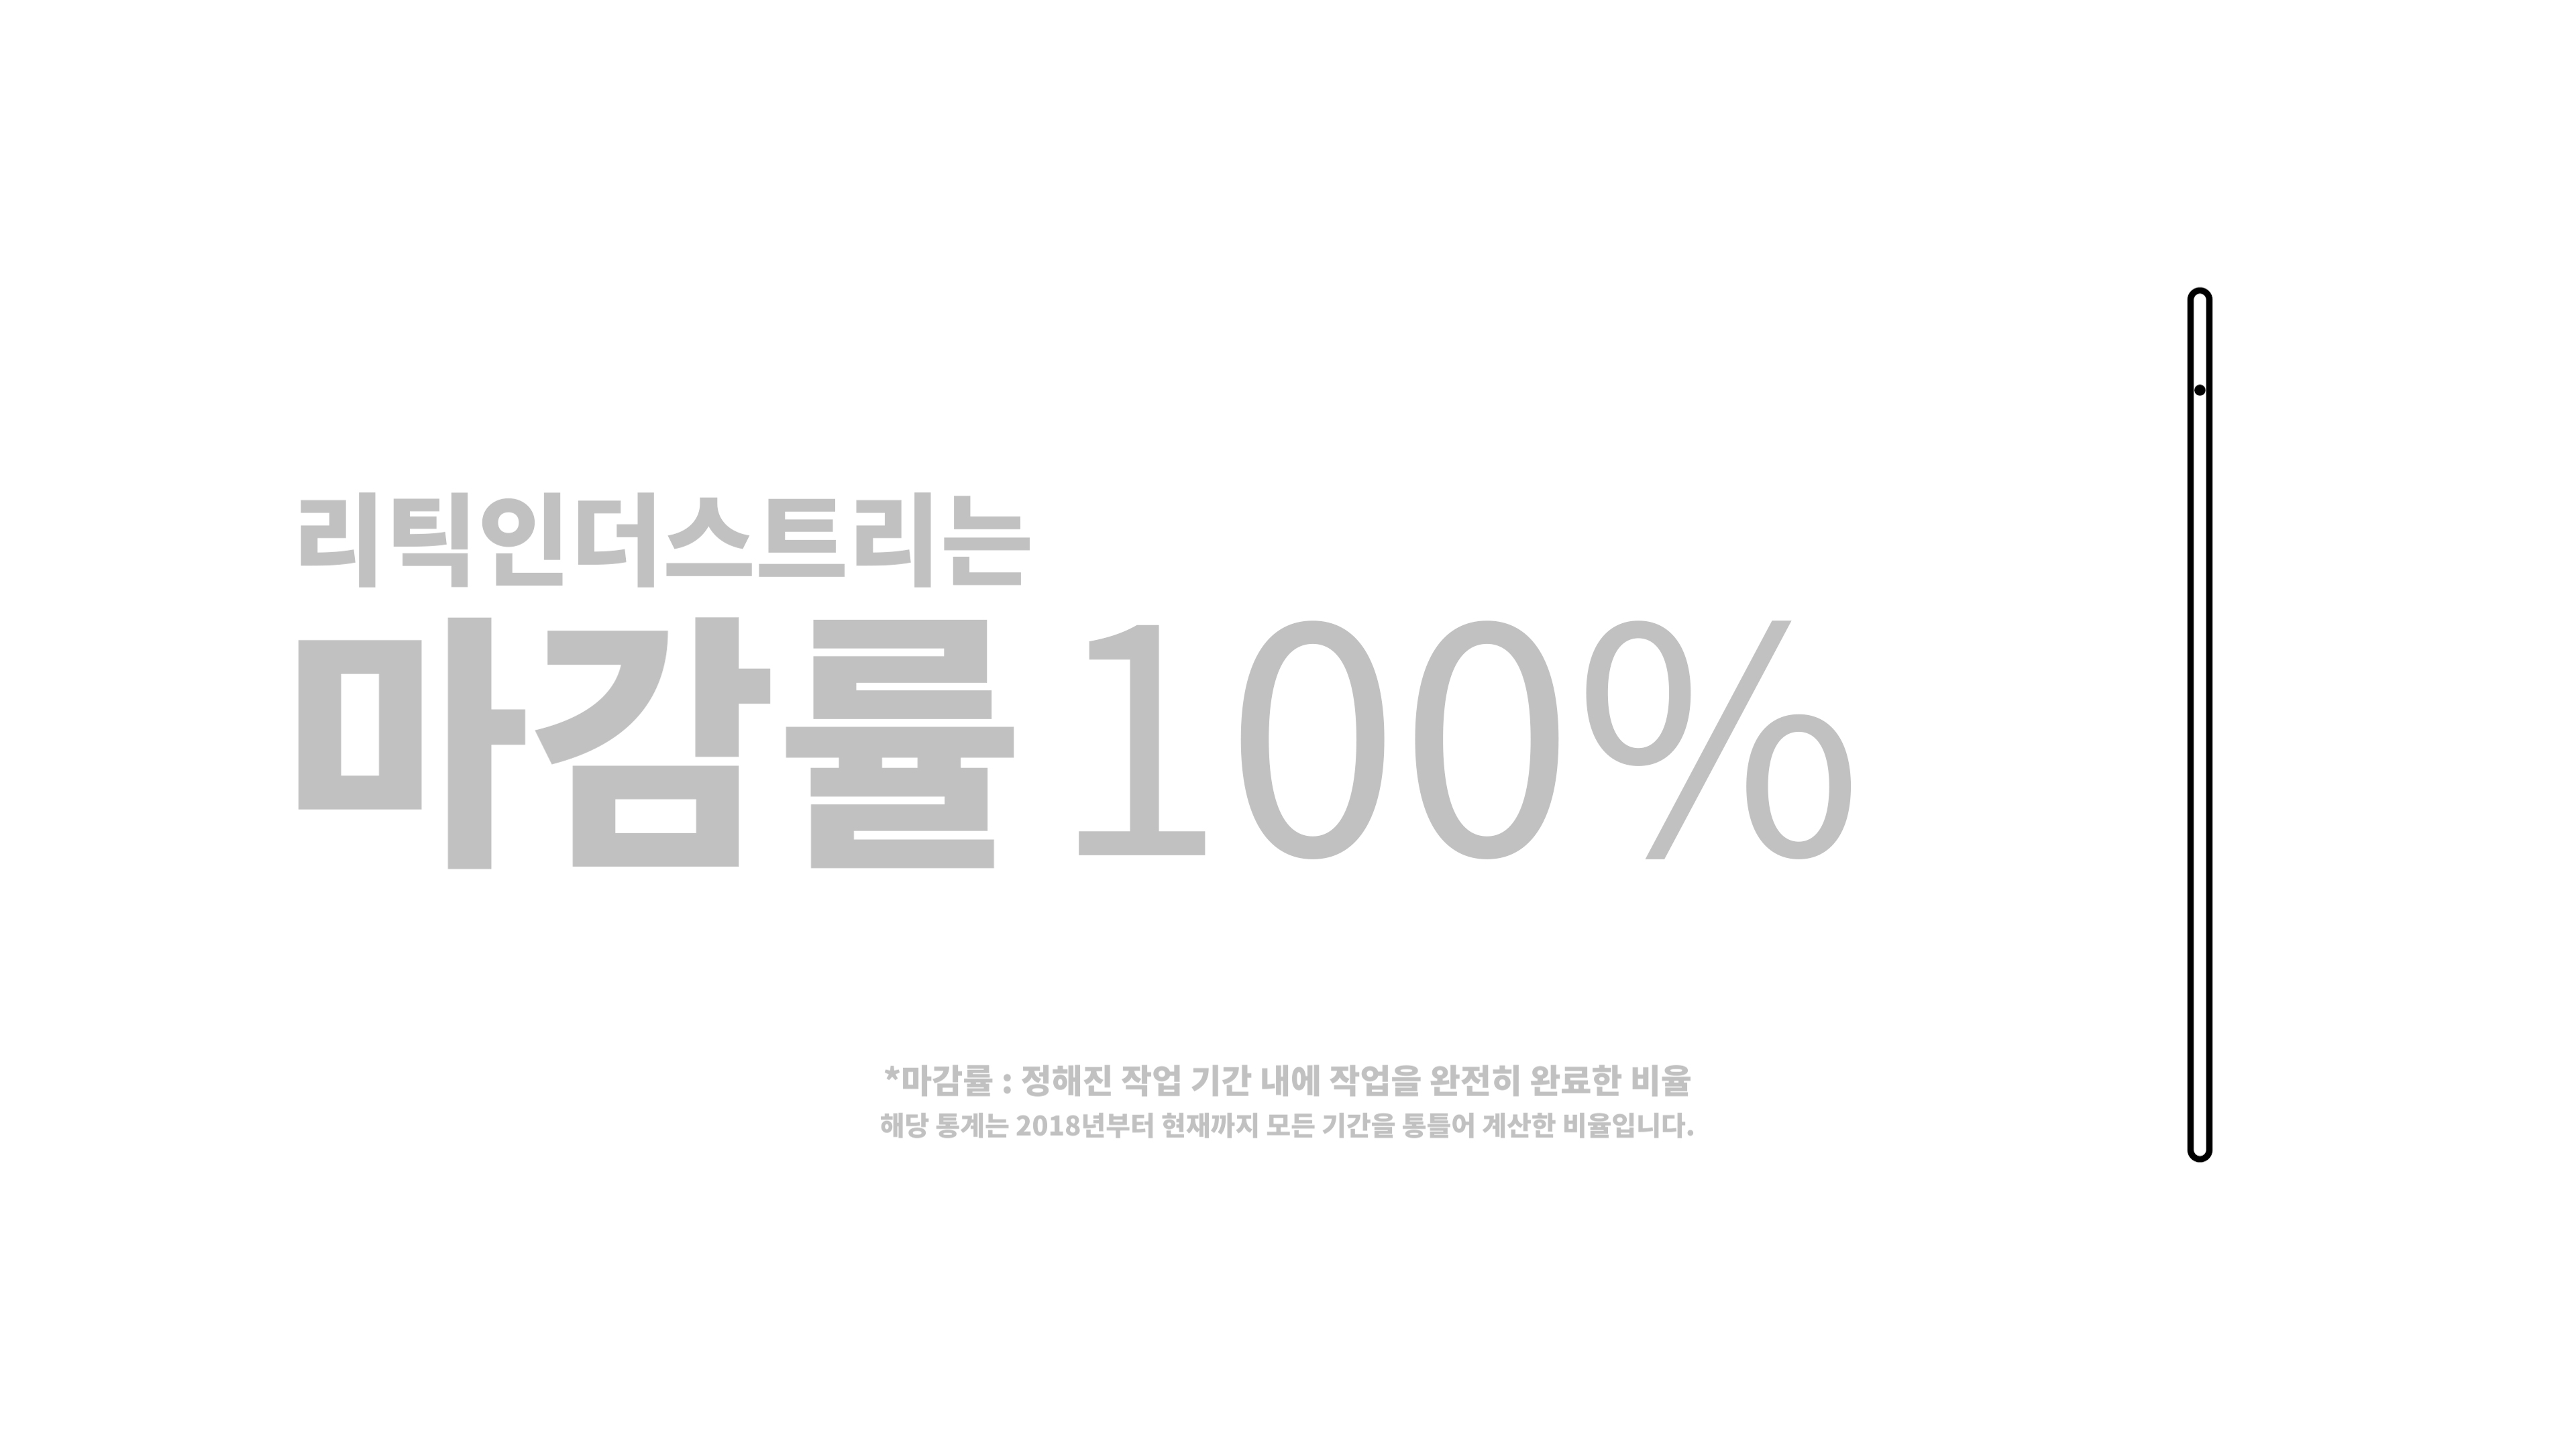 리틱인더스트리는
마감률 100%
*마감률 : 정해진 작업 기간 내에 작업을 완전히 완료한 비율
해당 통계는 2018년부터 현재까지 모든 기간을 통틀어 계산한 비율입니다.